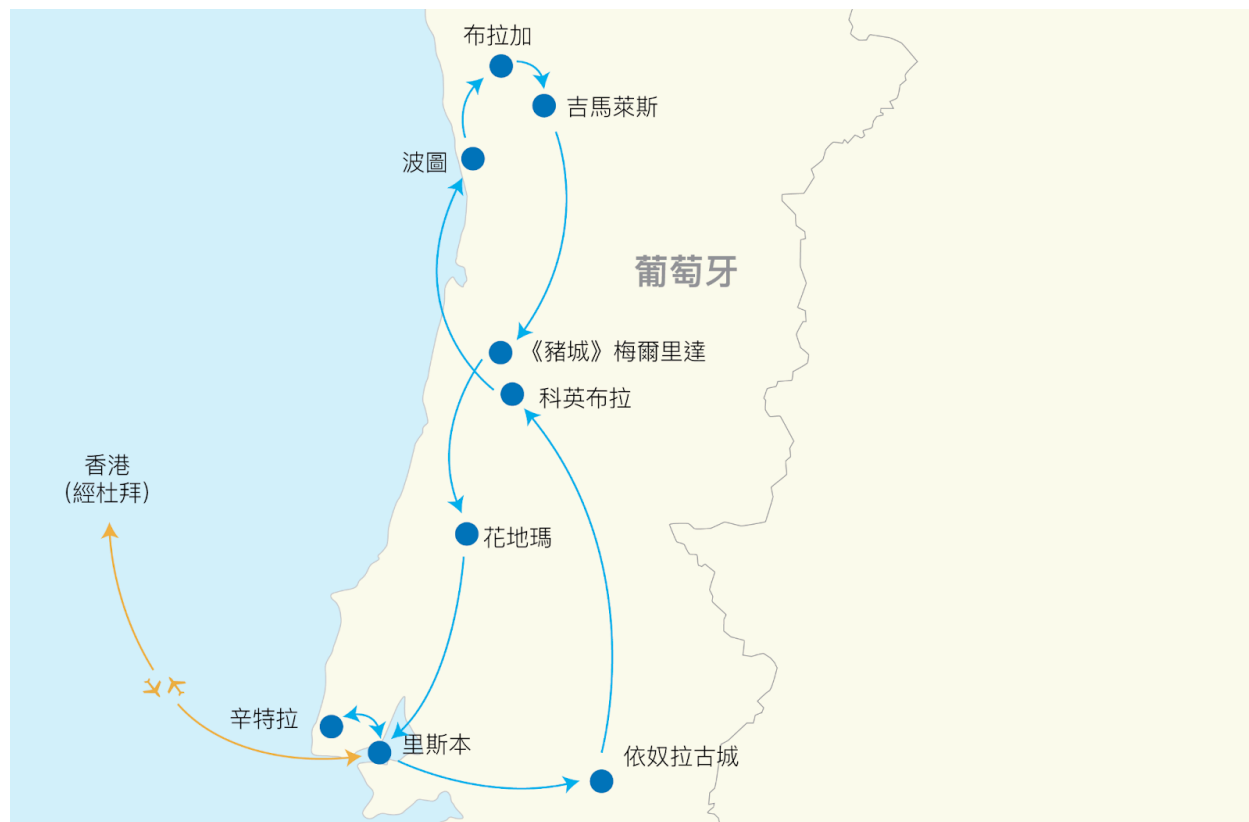 布拉加
吉馬萊斯
波圖
葡萄牙
《豬城》梅爾里達
科英布拉
香港
(經杜拜)
花地瑪
辛特拉
里斯本
依奴拉古城